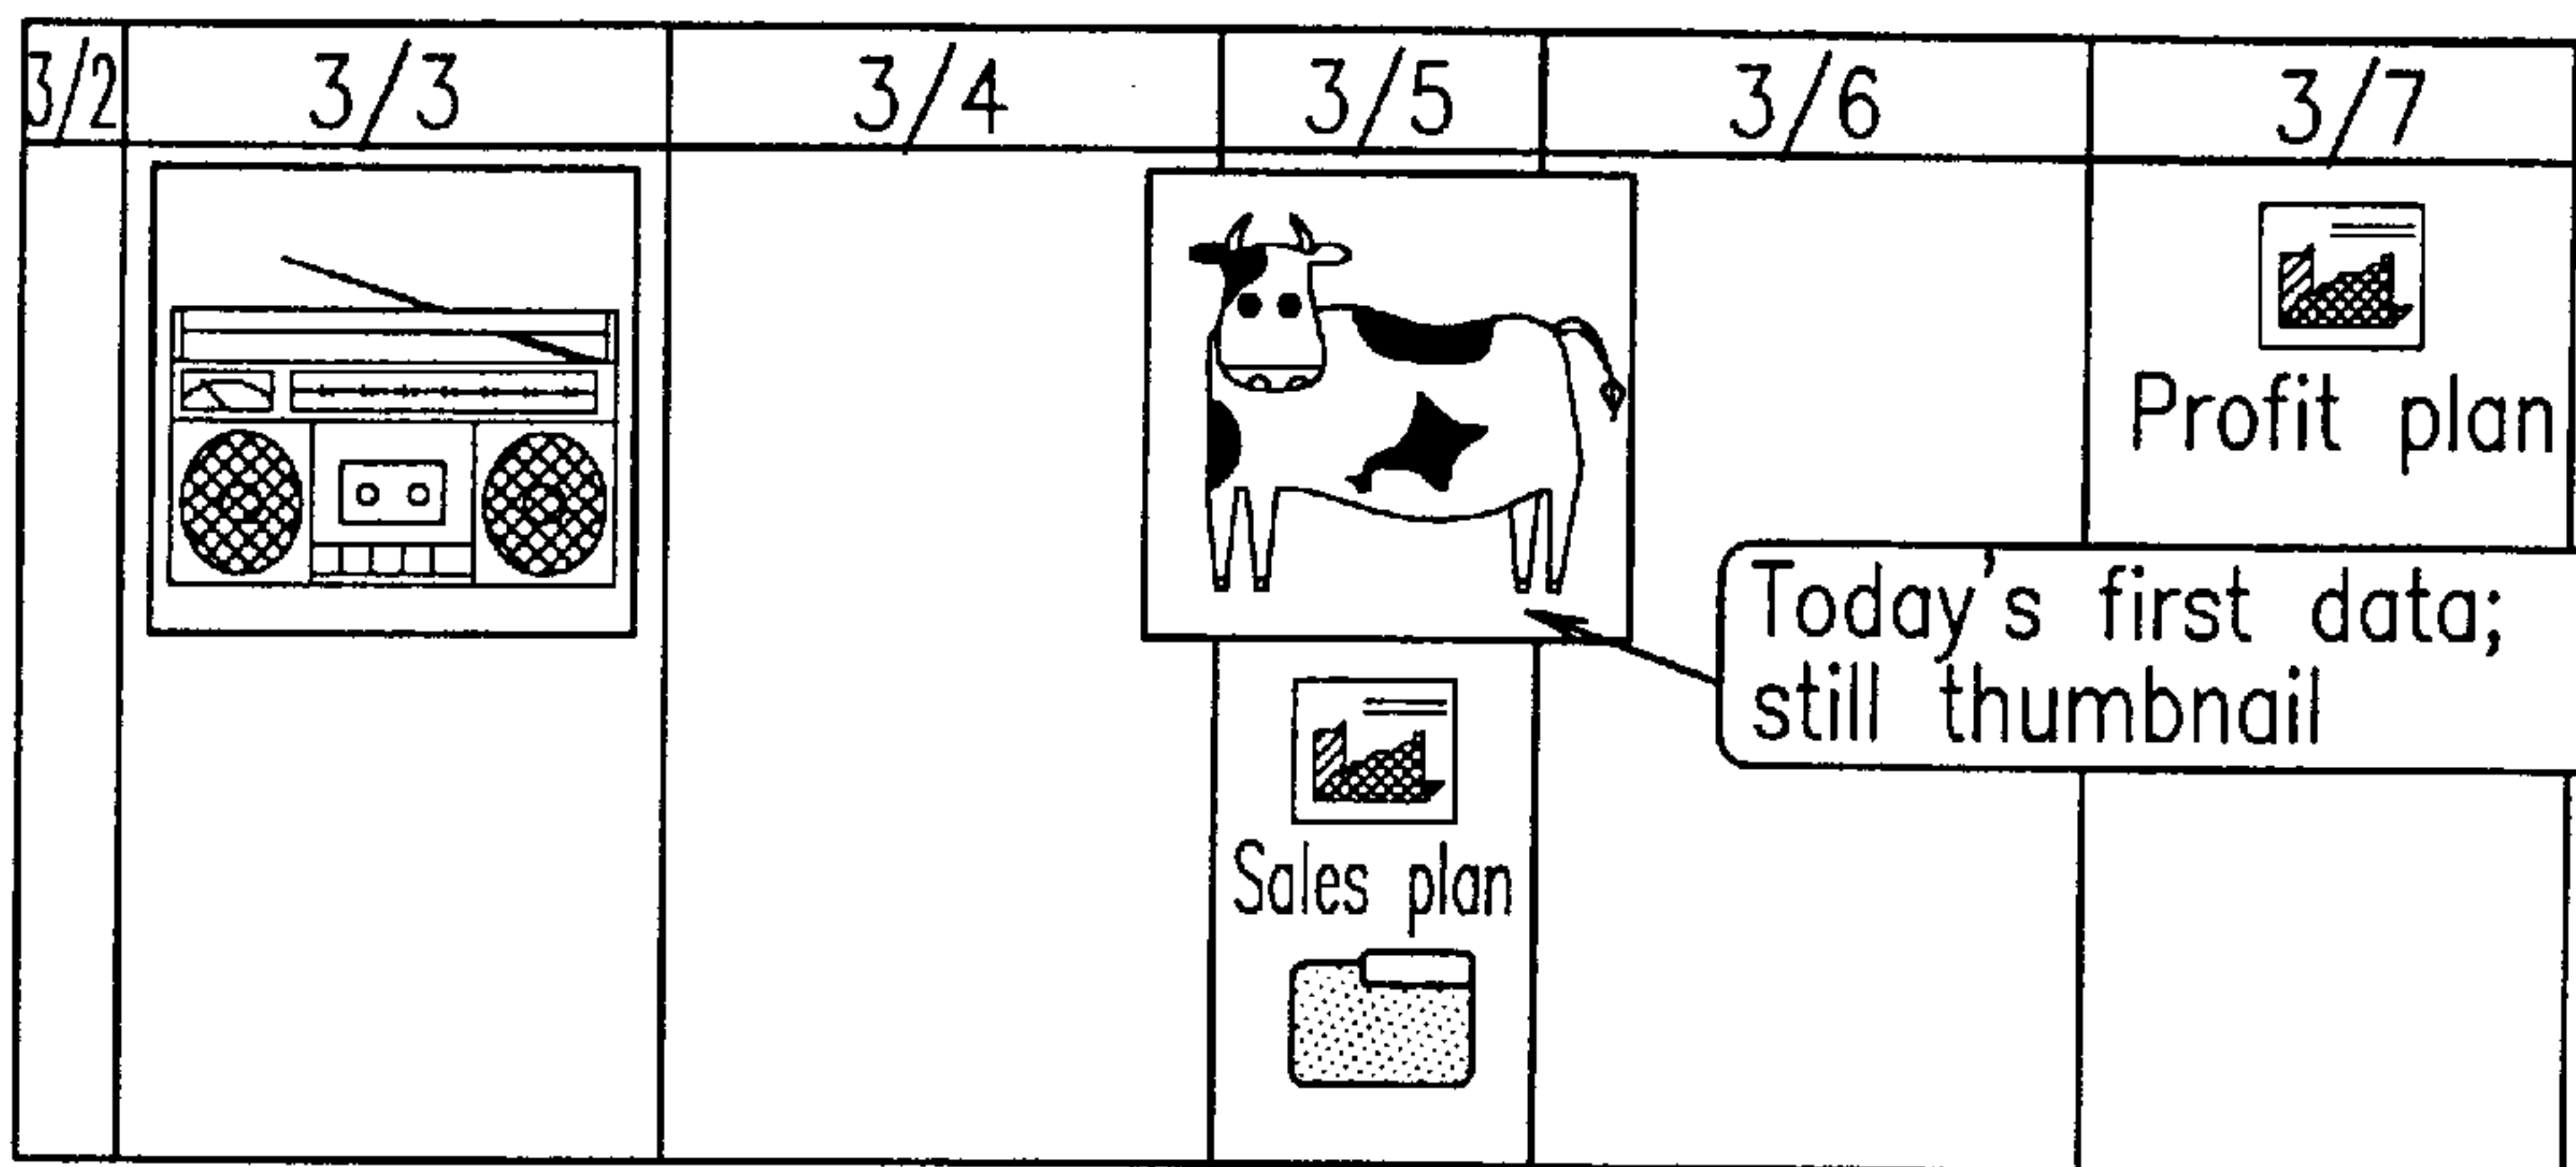 3/2 3/3 3/4 3/5 3/6 3/7
Profit plan
Today's first data;
still thumbnail
Sales plan